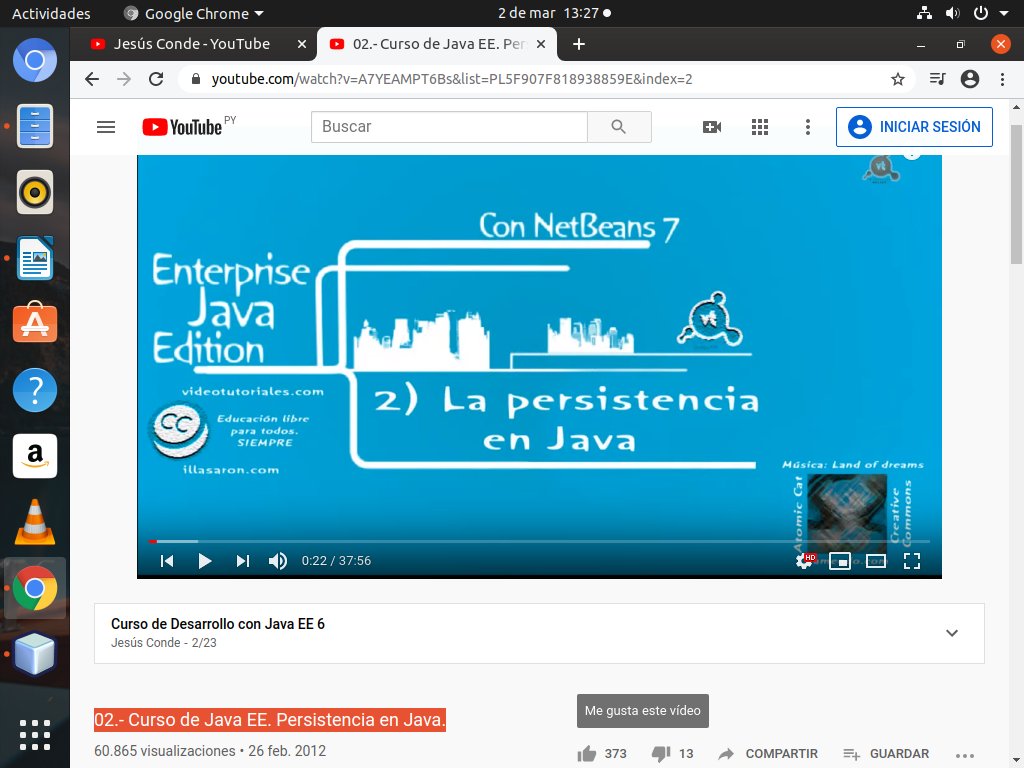 Actividades
Google Chrome
2 de mar 13:27
Jesús Conde - YouTube
02.- Curso de Java EE. Per
youtube.com/watch?v=A7YEAMPT6Bs&list=PL5F907F818938859E&index=2
YouTube PY
Buscar
INICIAR SESIÓN
Con NetBeans 7
Enterprise
Java
Edition
videotutoriales.com
CC
Educación libre
para todos.
SIEMPRE
illasaron.com
2) La persistencia
en Java
Música: Land of dreams
Atomic Cat
Creative
Commons
0:22 / 37:56
HD
Curso de Desarrollo con Java EE 6
Jesús Conde - 2/23
Me gusta este vídeo
02.- Curso de Java EE. Persistencia en Java.
60.865 visualizaciones • 26 feb. 2012
373
13
COMPARTIR
GUARDAR